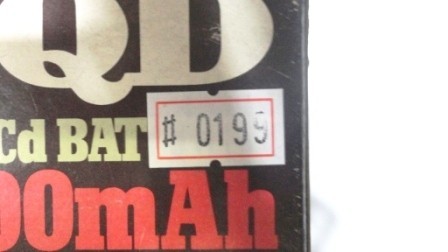 QD
Cd BAT
# 0199
00mAh